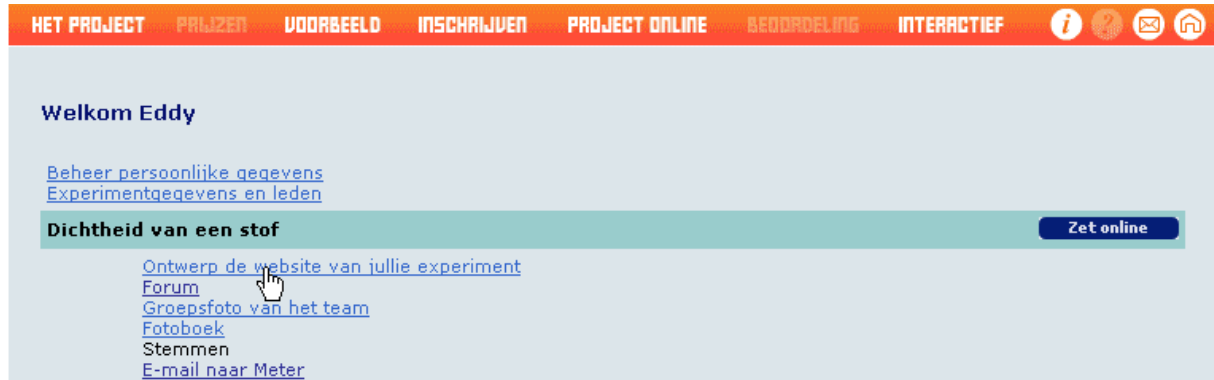 HET PROJECT PRIJZEN VOORBEELD INSCHRIJVEN PROJECT ONLINE BEOORDELING INTERACTIEF i ?
Welkom Eddy
Beheer persoonlijke gegevens
Experimentgegevens en leden
Dichtheid van een stof Zet online
Ontwerp de website van jullie experiment
Forum
Groepsfoto van het team
Fotoboek
Stemmen
E-mail naar Meter